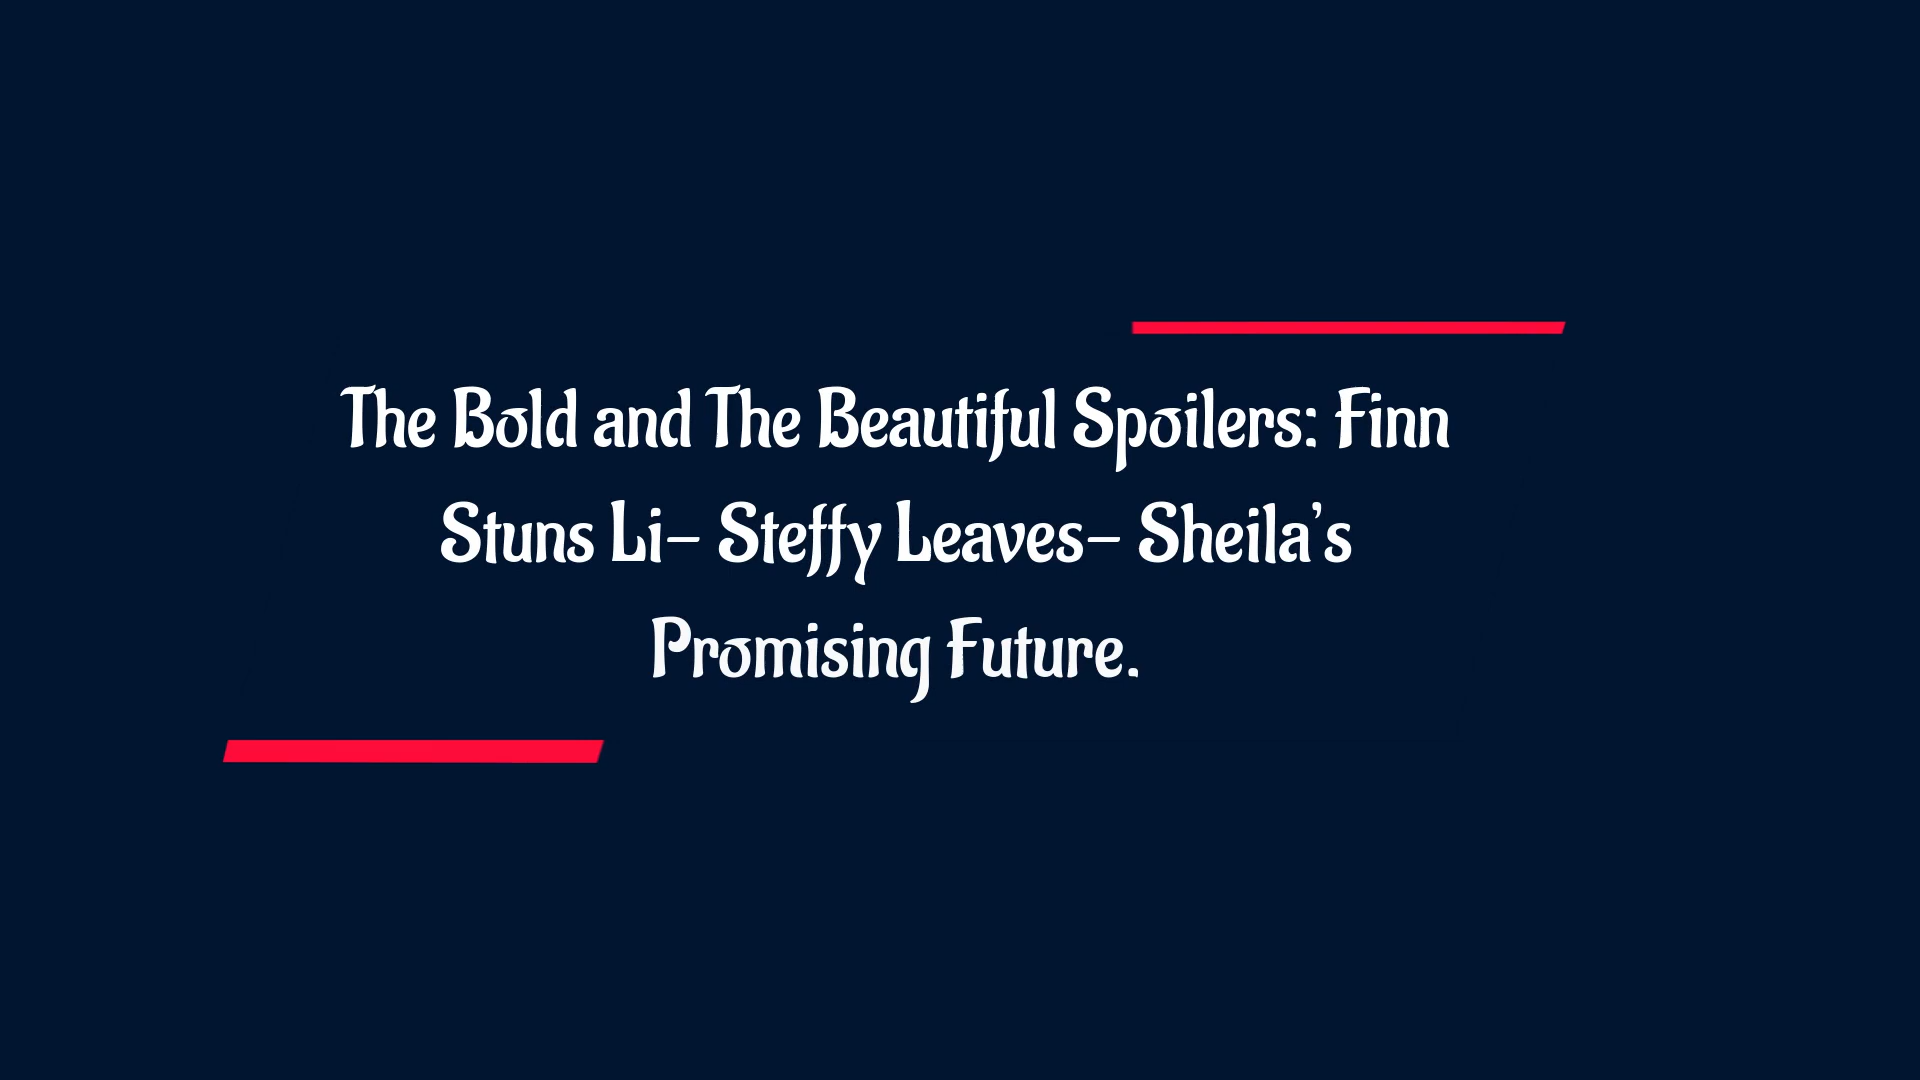 The Bold and The Beautiful Spoilers: Finn
Stuns Li– Steffy Leaves– Sheila’s
Promising Future.